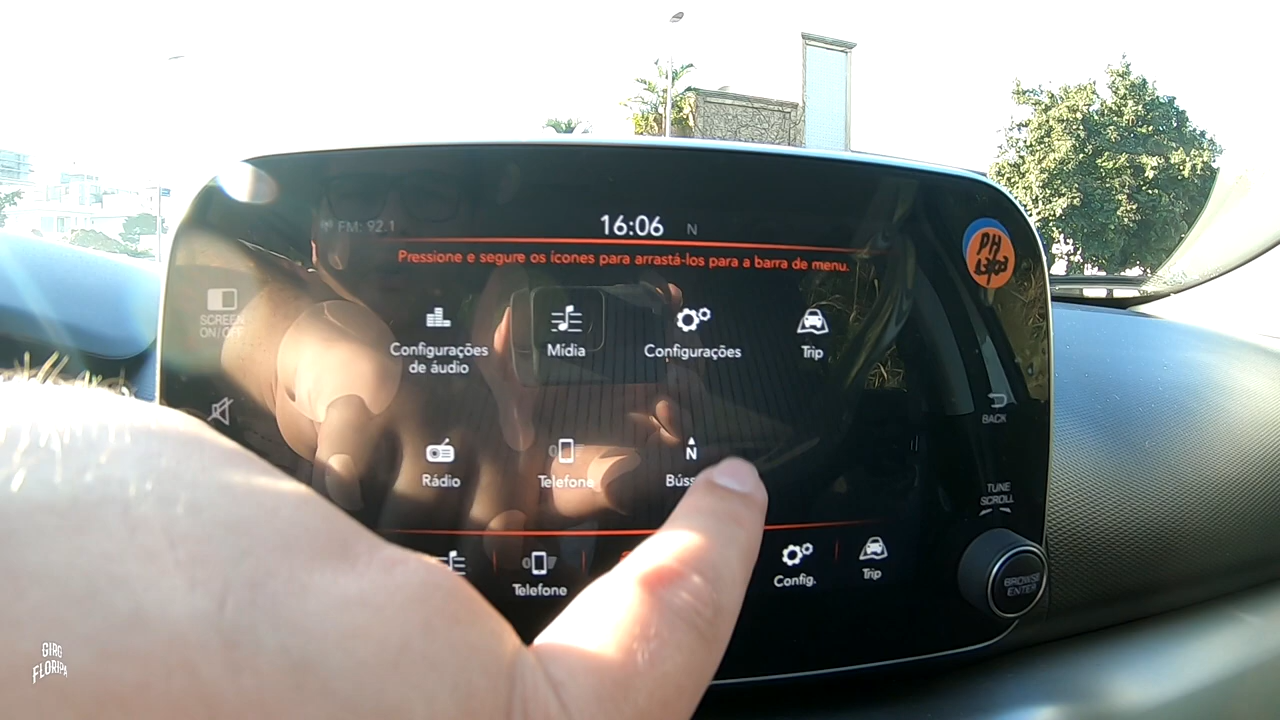 FM: 92.1
16:06
N
Pressione e segure os ícones para arrastá-los para a barra de menu.
PH
SCREEN
ON/OFF
Configurações
de áudio
Mídia
Configurações
Trip
BACK
N
Rádio
Telefone
TUNE
SCROLL
Telefone
Config.
Trip
BROWSE
ENTER
GIRO
FLORIPA